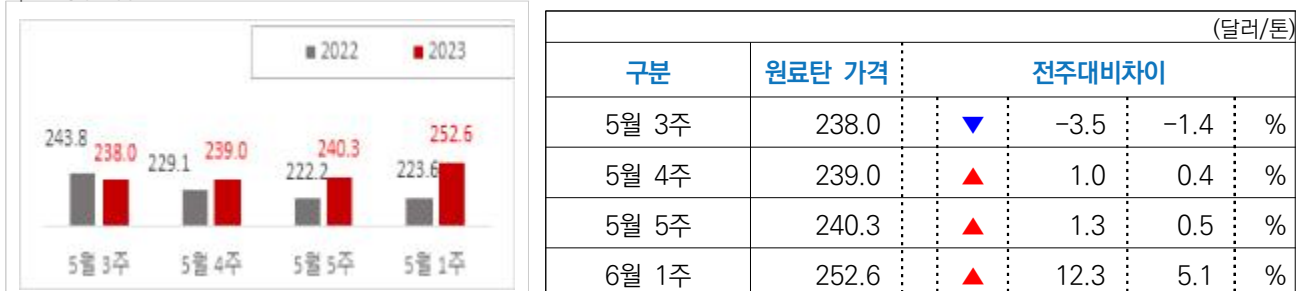 ■ 2022 ■ 2023
243.8 238.0 229.1 239.0 222.2 240.3 223.6 252.6
5월 3주 5월 4주 5월 5주 5월 1주
(달러/톤)
구분 원료탄 가격 전주대비차이
5월 3주 238.0 ▼ -3.5 -1.4 %
5월 4주 239.0 ▲ 1.0 0.4 %
5월 5주 240.3 ▲ 1.3 0.5 %
6월 1주 252.6 ▲ 12.3 5.1 %